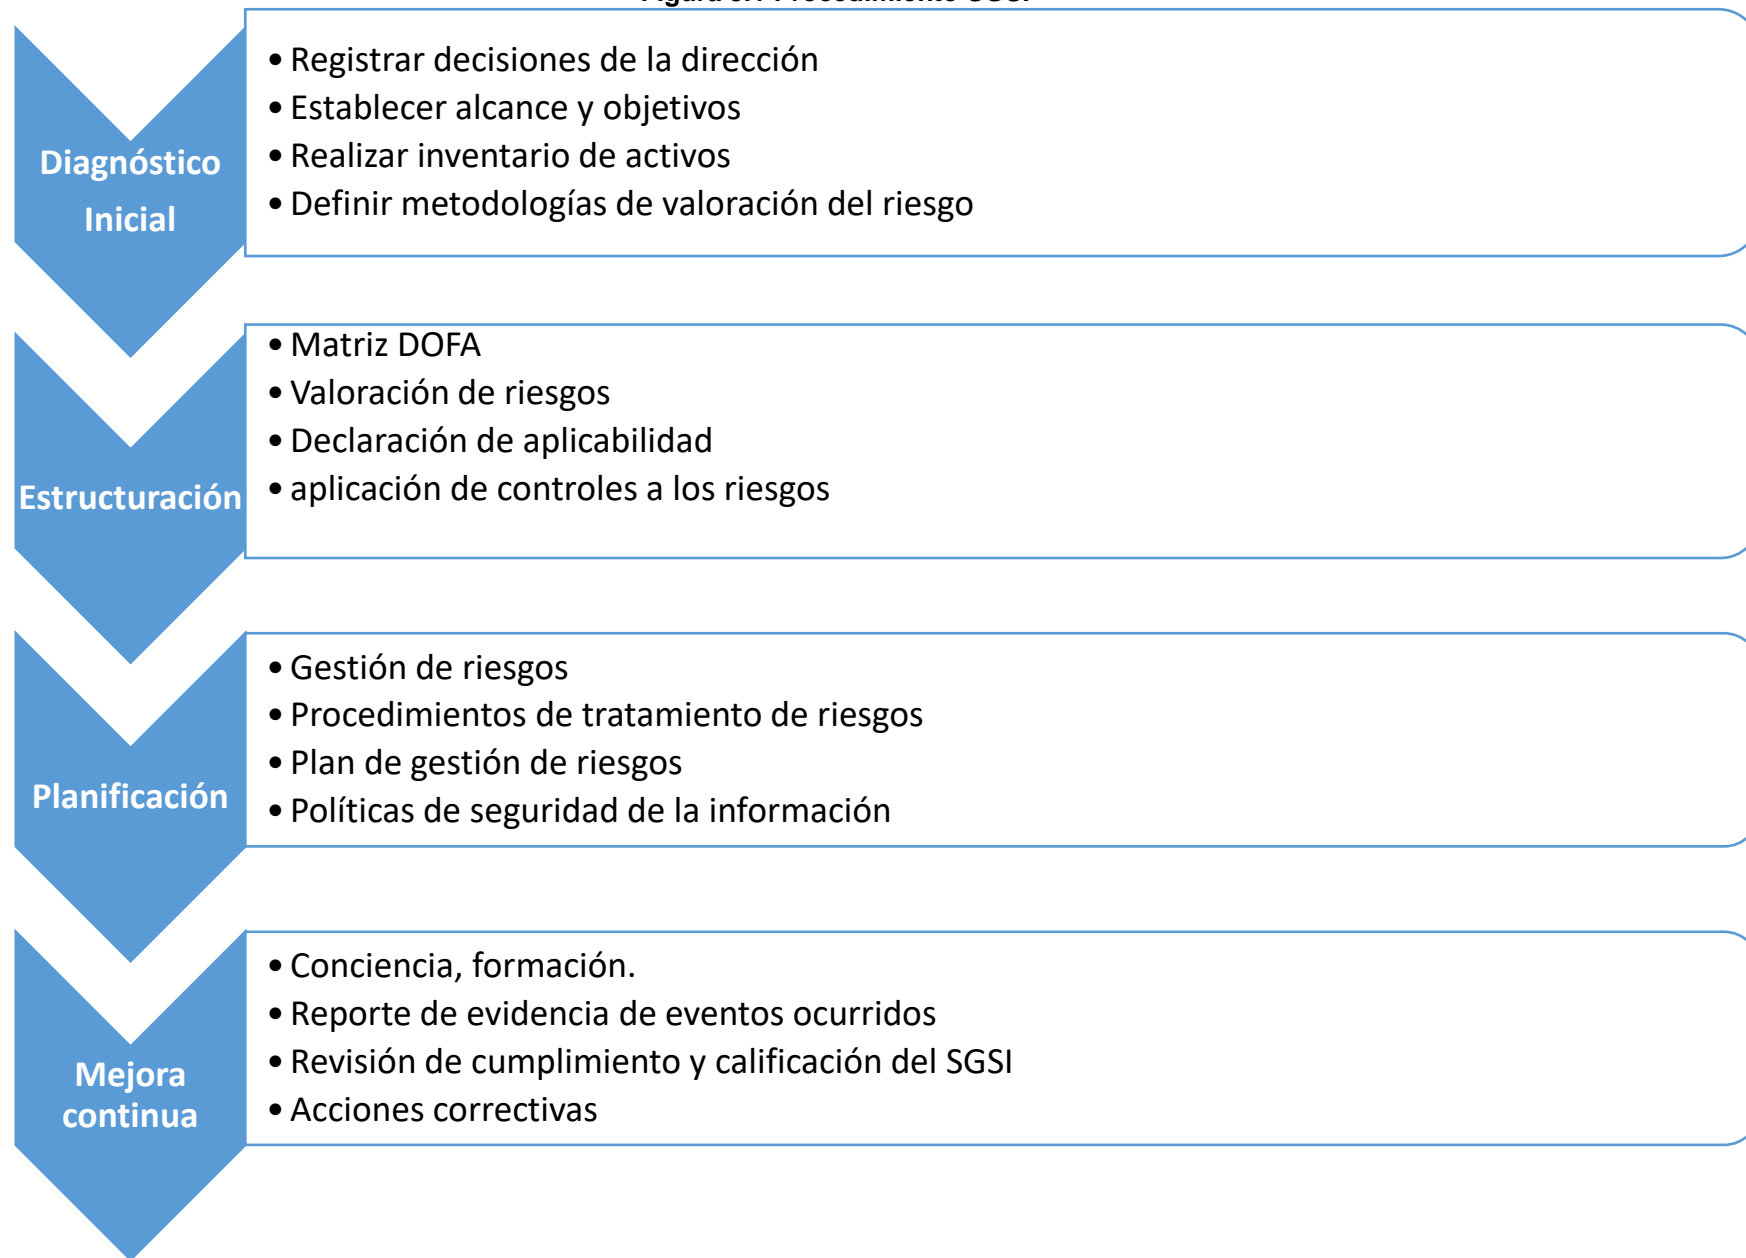 Diagnóstico
Inicial
• Registrar decisiones de la dirección
• Establecer alcance y objetivos
• Realizar inventario de activos
• Definir metodologías de valoración del riesgo
Estructuración
• Matriz DOFA
• Valoración de riesgos
• Declaración de aplicabilidad
• aplicación de controles a los riesgos
Planificación
• Gestión de riesgos
• Procedimientos de tratamiento de riesgos
• Plan de gestión de riesgos
• Políticas de seguridad de la información
Mejora
continua
• Conciencia, formación.
• Reporte de evidencia de eventos ocurridos
• Revisión de cumplimiento y calificación del SGSI
• Acciones correctivas